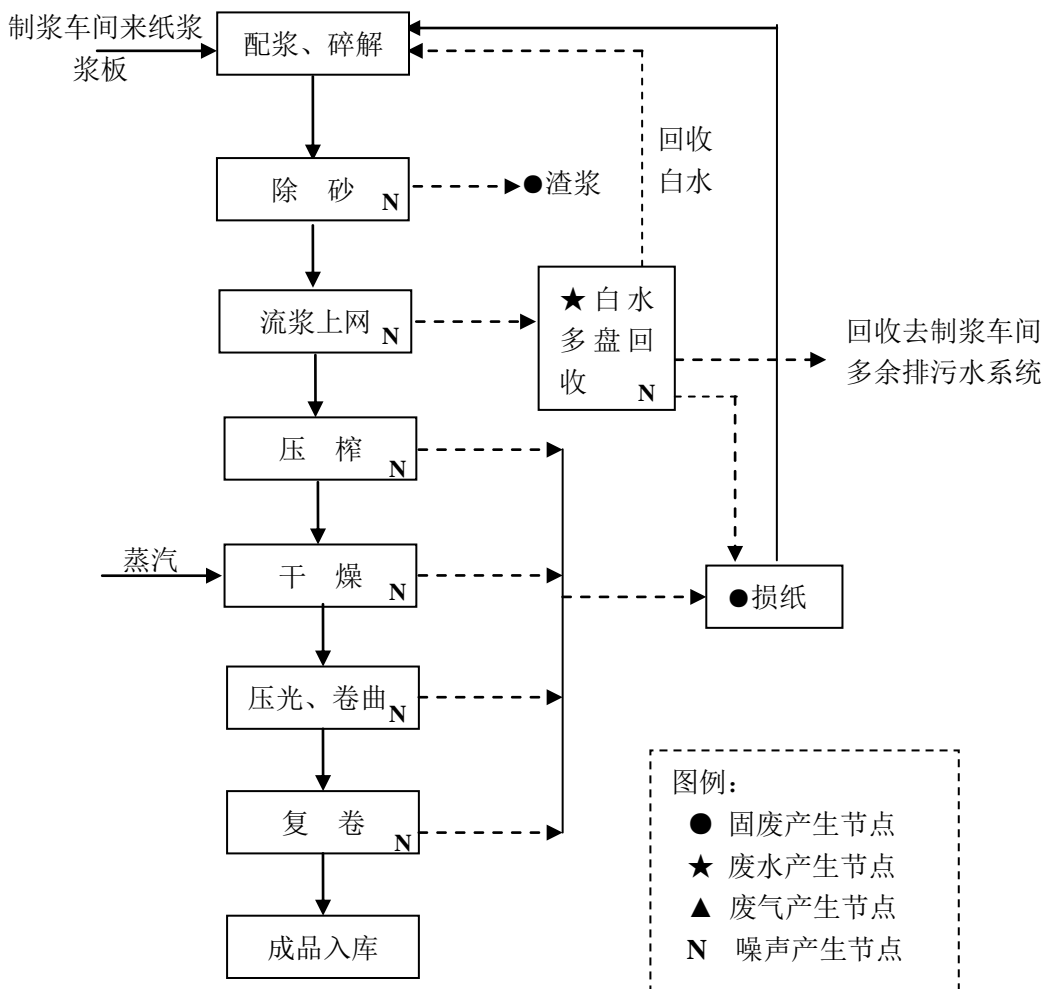 制浆车间来纸浆
浆板
配浆、碎解
回收
白水
除 砂 N
●渣浆
流浆上网 N
★白水
多盘回
收 N
回收去制浆车间
多余排污水系统
压 榨 N
蒸汽
干 燥 N
●损纸
压光、卷曲 N
复 卷 N
成品入库
图例：
● 固废产生节点
★ 废水产生节点
▲ 废气产生节点
N 噪声产生节点